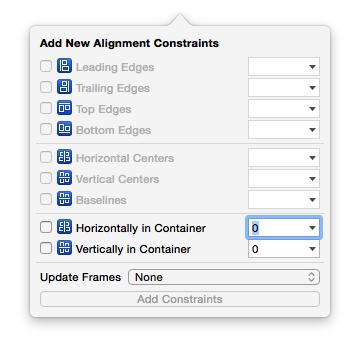 Add New Alignment Constraints
Leading Edges
Trailing Edges
Top Edges
Bottom Edges
Horizontal Centers
Vertical Centers
Baselines
Horizontally in Container 0
Vertically in Container 0
Update Frames None
Add Constraints